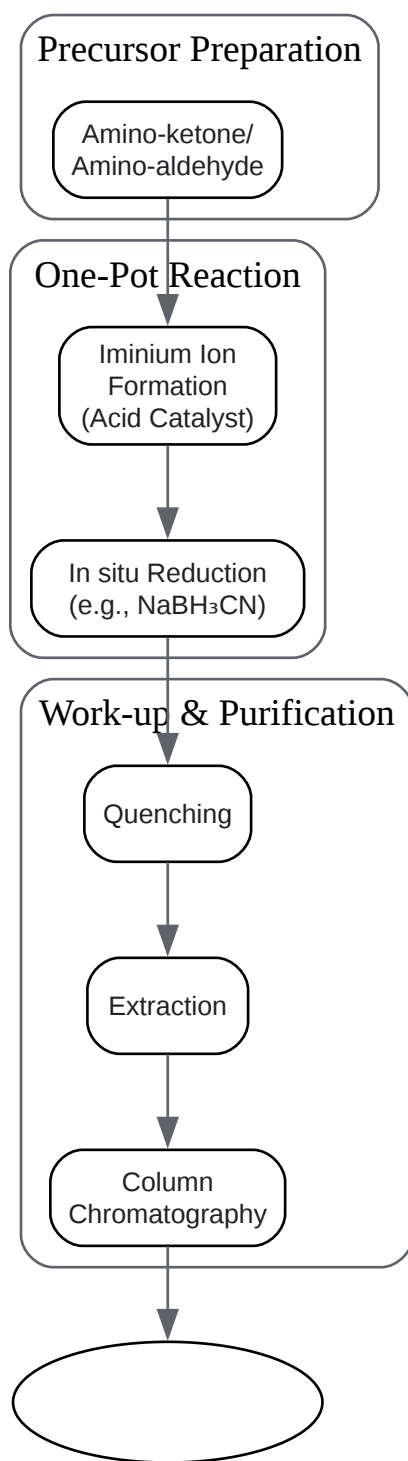 Precursor Preparation
Amino-ketone/
Amino-aldehyde
One-Pot Reaction
Iminium Ion
Formation
(Acid Catalyst)
In situ Reduction
(e.g., NaBH₃CN)
Work-up & Purification
Quenching
Extraction
Column
Chromatography